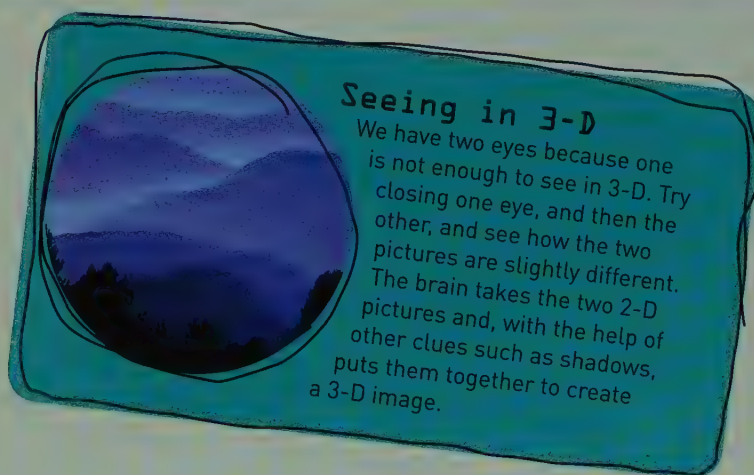 Seeing in 3-D
We have two eyes because one
is not enough to see in 3-D. Try
closing one eye, and then the
other, and see how the two
pictures are slightly different.
The brain takes the two 2-D
pictures and, with the help of
other clues such as shadows,
puts them together to create
a 3-D image.